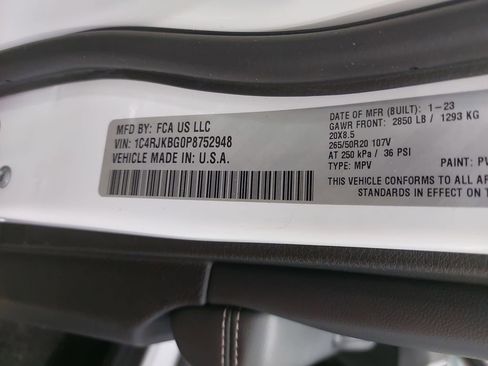 MFD BY: FCA US LLC
VIN: 1C4RJKBG0P8752948
VEHICLE MADE IN: U.S.A.
DATE OF MFR (BUILT): 1-23
GAWR FRONT: 2850 LB / 1293 KG
20X8.5
265/50R20 107V
AT 250 kPa / 36 PSI
TYPE: MPV PAINT: PV
THIS VEHICLE CONFORMS TO ALL AP
STANDARDS IN EFFECT ON T